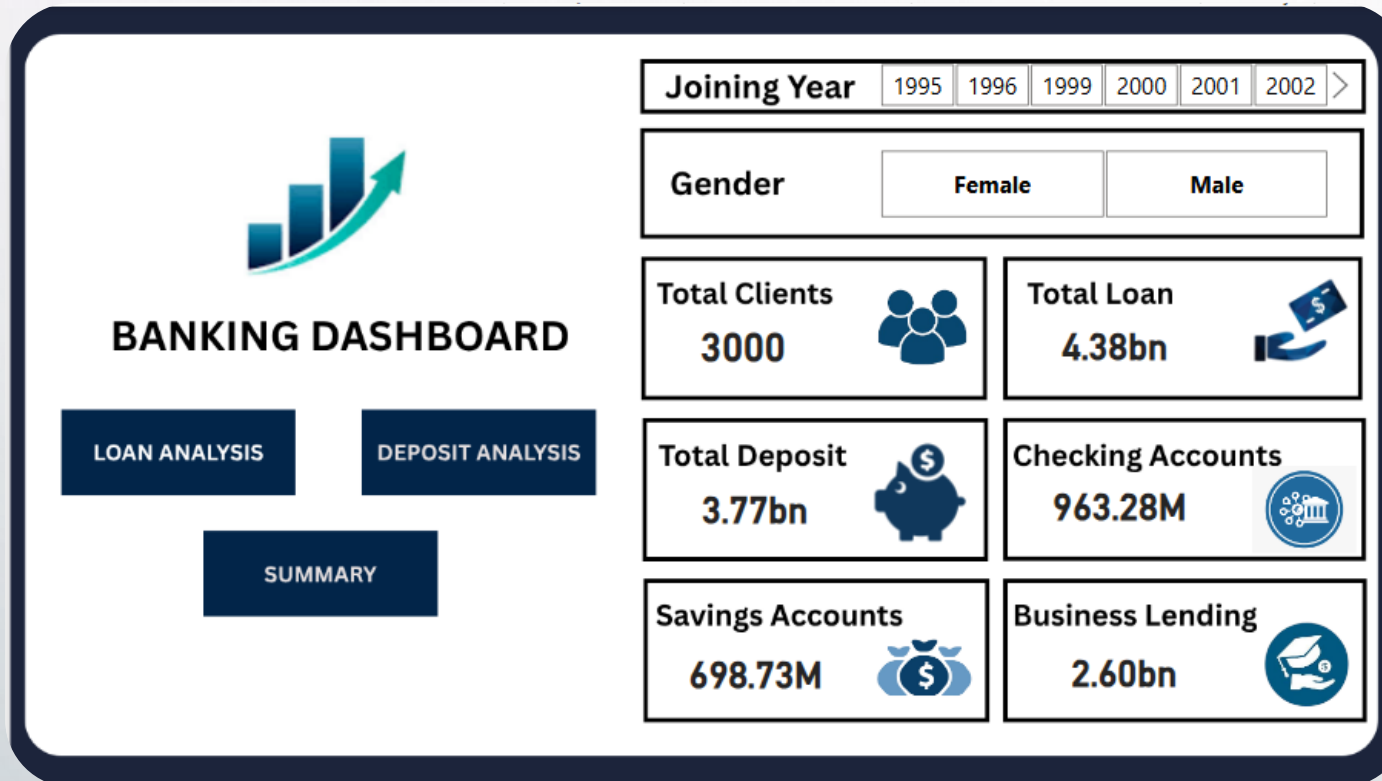 Joining Year 1995 1996 1999 2000 2001 2002
Gender Female Male
BANKING DASHBOARD
LOAN ANALYSIS DEPOSIT ANALYSIS
SUMMARY
Total Clients
3000
Total Loan
4.38bn
$
Total Deposit
3.77bn
$
Checking Accounts
963.28M
Savings Accounts
698.73M
$
Business Lending
2.60bn
$